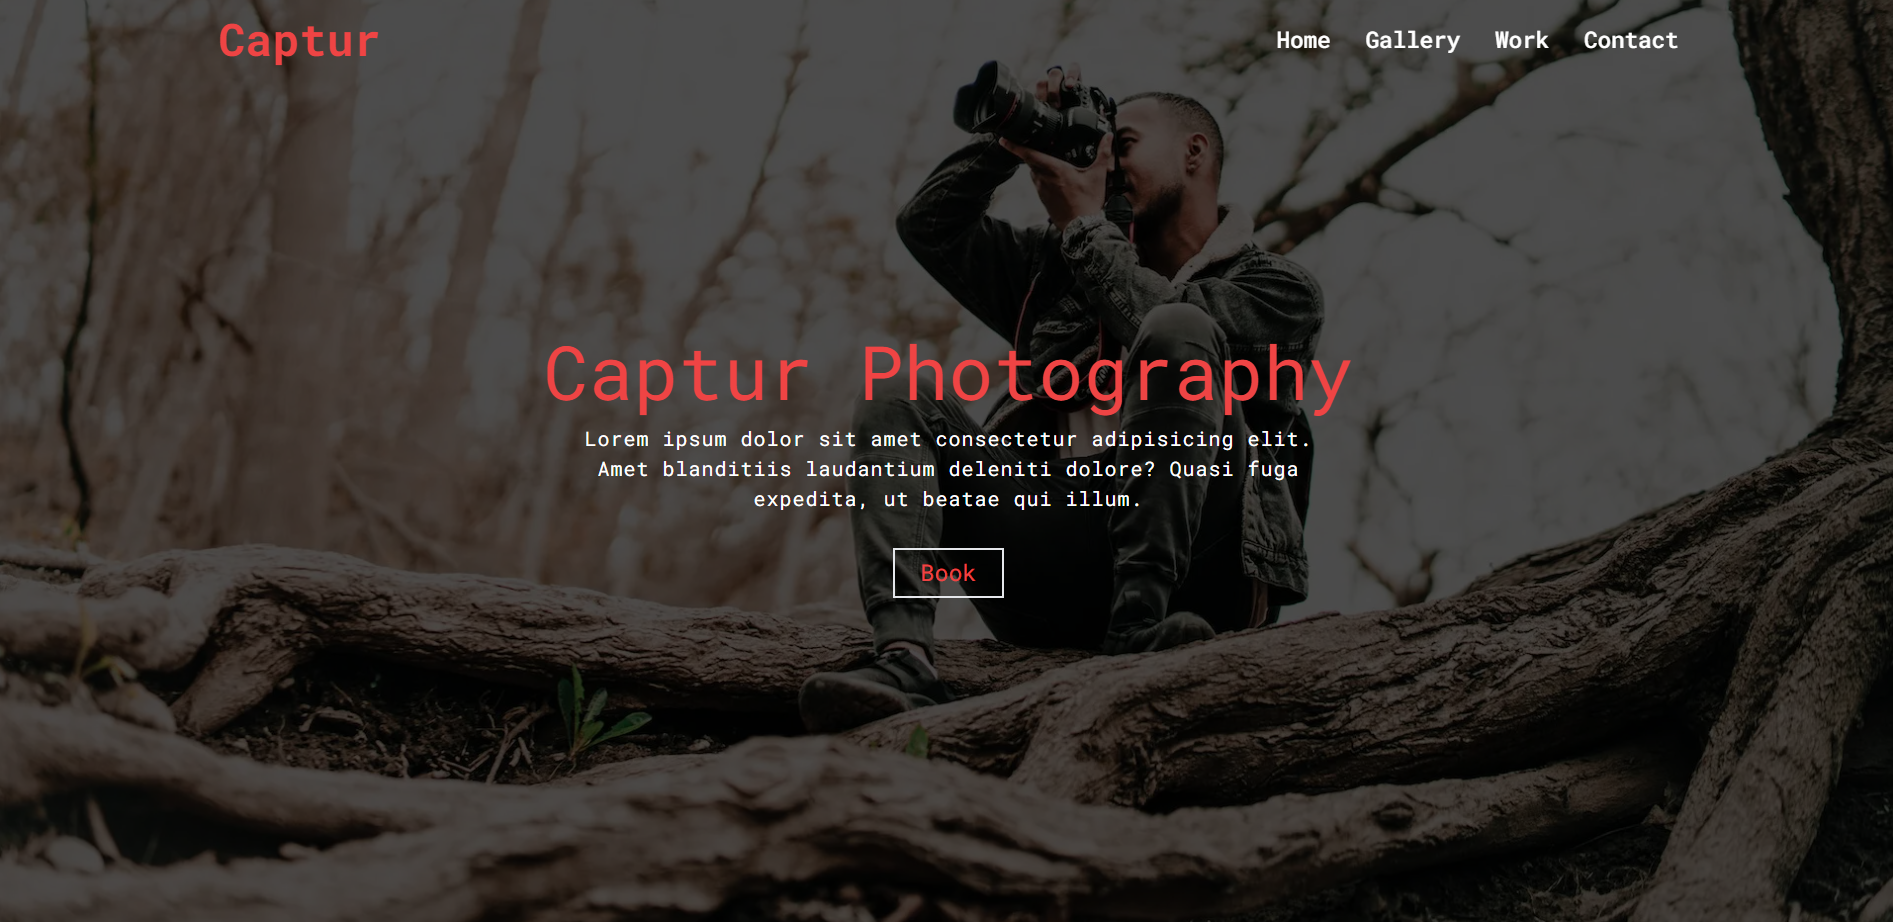 Captur
Home Gallery Work Contact
Captur Photography
Lorem ipsum dolor sit amet consectetur adipisicing elit.
Amet blanditiis laudantium deleniti dolore? Quasi fuga
expedita, ut beatae qui illum.
Book